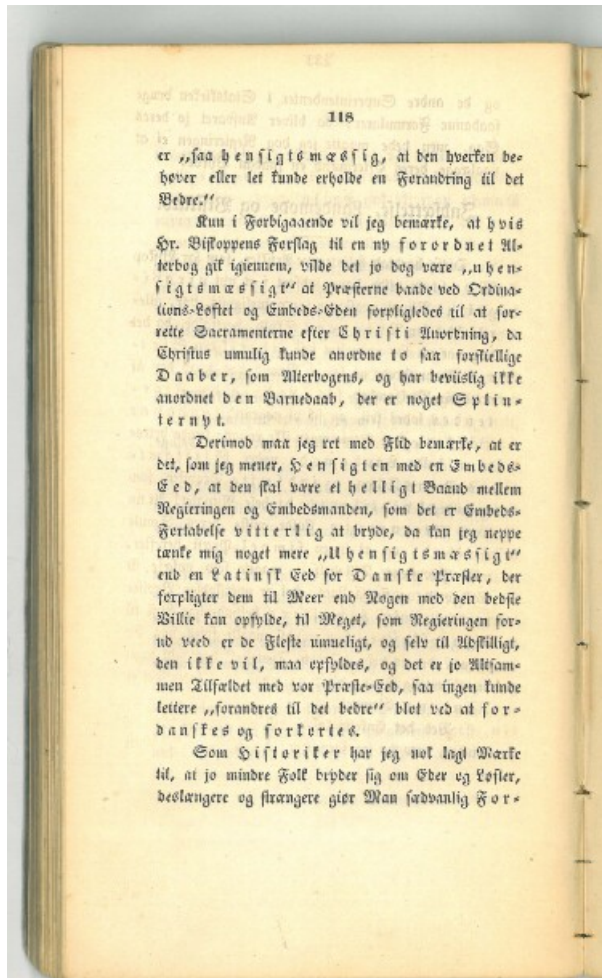 118
er „saa hensigtsmæssig, at den hverken be-
høver eller let kunde erholde en Forandring til det
Bedre.“
Kun i Forbigaaende vil jeg bemærke, at hvis
Hr. Biskoppens Forslag til en ny forordnet Al-
terbog gik igiennem, vilde det jo dog være „uhen-
sigtsmæssigt“ at Præsterne baade ved Ordina-
tions-Løftet og Embeds-Eden forpligtedes til at for-
rette Sacramenterne efter Christi Anordning, da
Christus umulig kunde anordne to saa forskiellige
Daaber, som Alterbogens, og har beviislig ikke
anordnet den Barnedaab, der er noget Splin-
ternyt.
Derimod maa jeg ret med Flid bemærke, at er
det, som jeg mener, Hensigten med en Embeds-
Eed, at den skal være et helligt Baand mellem
Regieringen og Embedsmanden, som det er Embeds-
Fortabelse vitterlig at bryde, da kan jeg neppe
tænke mig noget mere „Uhensigtsmæssigt“
end en Latinsk Eed for Danske Præster, der
forpligter dem til Meer end Nogen med den bedste
Villie kan opfylde, til Meget, som Regieringen for-
ud veed er de Fleste umueligt, og selv til Adskilligt,
den ikke vil, maa opfyldes, og det er jo Altsam-
men Tilfældet med vor Præste-Eed, saa ingen kunde
lettere „forandres til det bedre“ blot ved at for-
danskes og forkortes.
Som Historiker har jeg nok lagt Mærke
til, at jo mindre Folk bryder sig om Eder og Løfter,
deslængere og strængere giør Man sædvanlig For-